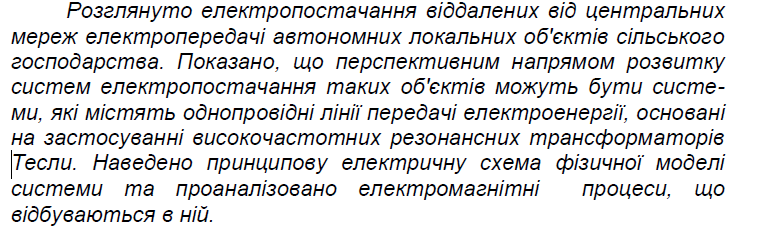 Розглянуто електропостачання віддалених від центральних
мереж електропередачі автономних локальних об'єктів сільського
господарства. Показано, що перспективним напрямом розвитку
систем електропостачання таких об'єктів можуть бути систе-
ми, які містять однопровідні лінії передачі електроенергії, основані
на застосуванні високочастотних резонансних трансформаторів
Тесли. Наведено принципову електричну схема фізичної моделі
системи та проаналізовано електромагнітні процеси, що
відбуваються в ній.